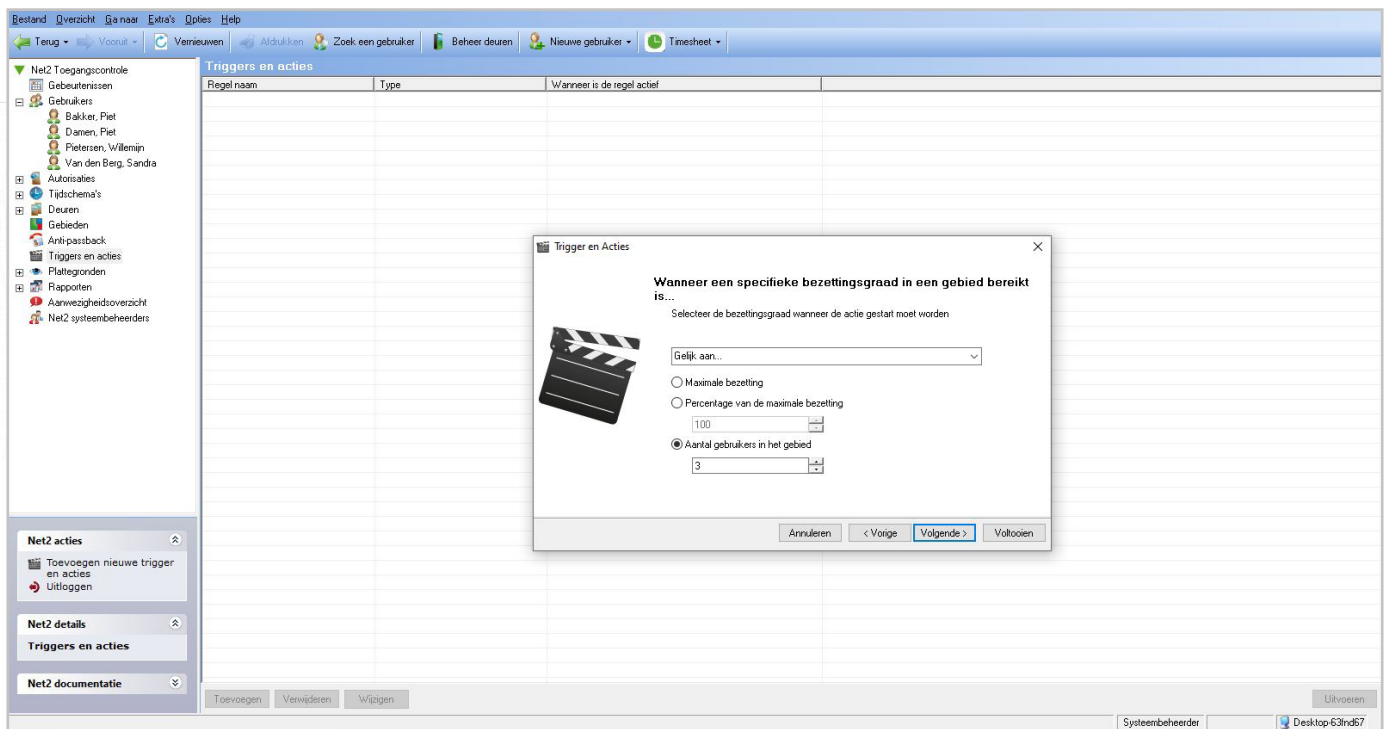 Bestand Overzicht Ga naar Extra's Opties Help
Terug Vooruit Vernieuwen Afdrukken Zoek een gebruiker Beheer deuren Nieuwe gebruiker Timesheet
Net2 Toegangscontrole
Gebeurtenissen
Gebruikers
Bakker, Piet
Damen, Piet
Pietersen, Willemijn
Van den Berg, Sandra
Autorisaties
Tijdschema's
Deuren
Gebieden
Anti-passback
Triggers en acties
Plattegronden
Rapporten
Aanwezigheidsoverzicht
Net2 systeembeheerders
Net2 acties
Toevoegen nieuwe trigger
en acties
Uitloggen
Net2 details
Triggers en acties
Net2 documentatie
Triggers en acties
Regel naam Type Wanneer is de regel actief
Trigger en Acties
Wanneer een specifieke bezettingsgraad in een gebied bereikt
is...
Selecteer de bezettingsgraad wanneer de actie gestart moet worden
Gelijk aan...
Maximale bezetting
Percentage van de maximale bezetting
100
Aantal gebruikers in het gebied
3
Annuleren < Vorige Volgende > Voltooien
Toevoegen Verwijderen Wijzigen Uitvoeren
Systeembeheerder Desktop-63fnd67